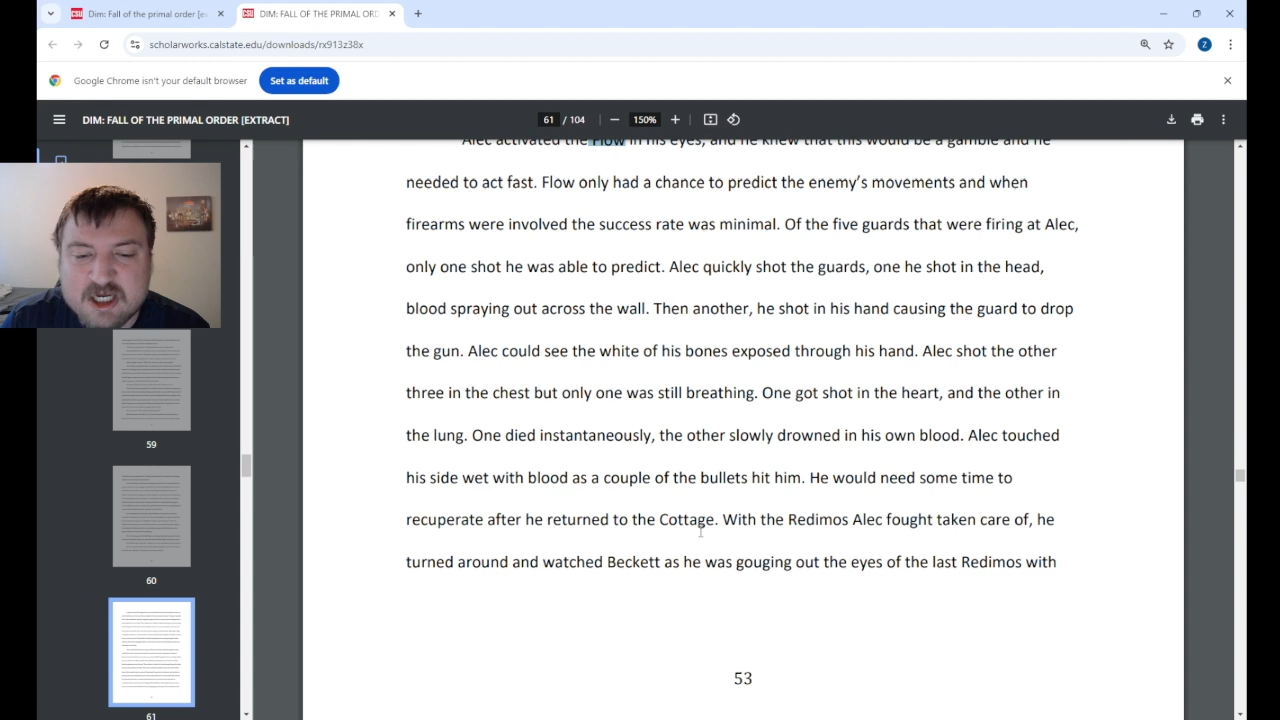 Dim: Fall of the primal order [e
DIM: FALL OF THE PRIMAL ORD
scholarworks.calstate.edu/downloads/rx913z38x
Z
Google Chrome isn't your default browser
Set as default
DIM: FALL OF THE PRIMAL ORDER [EXTRACT]
61 / 104
150%
Alec activated the Flow in his eyes, and he knew that this would be a gamble and he
needed to act fast. Flow only had a chance to predict the enemy's movements and when
firearms were involved the success rate was minimal. Of the five guards that were firing at Alec,
only one shot he was able to predict. Alec quickly shot the guards, one he shot in the head,
blood spraying out across the wall. Then another, he shot in his hand causing the guard to drop
the gun. Alec could see the white of his bones exposed through his hand. Alec shot the other
three in the chest but only one was still breathing. One got shot in the heart, and the other in
the lung. One died instantaneously, the other slowly drowned in his own blood. Alec touched
his side wet with blood as a couple of the bullets hit him. He would need some time to
recuperate after he returned to the Cottage. With the Redimos Alec fought taken care of, he
turned around and watched Beckett as he was gouging out the eyes of the last Redimos with
53
59
60
61